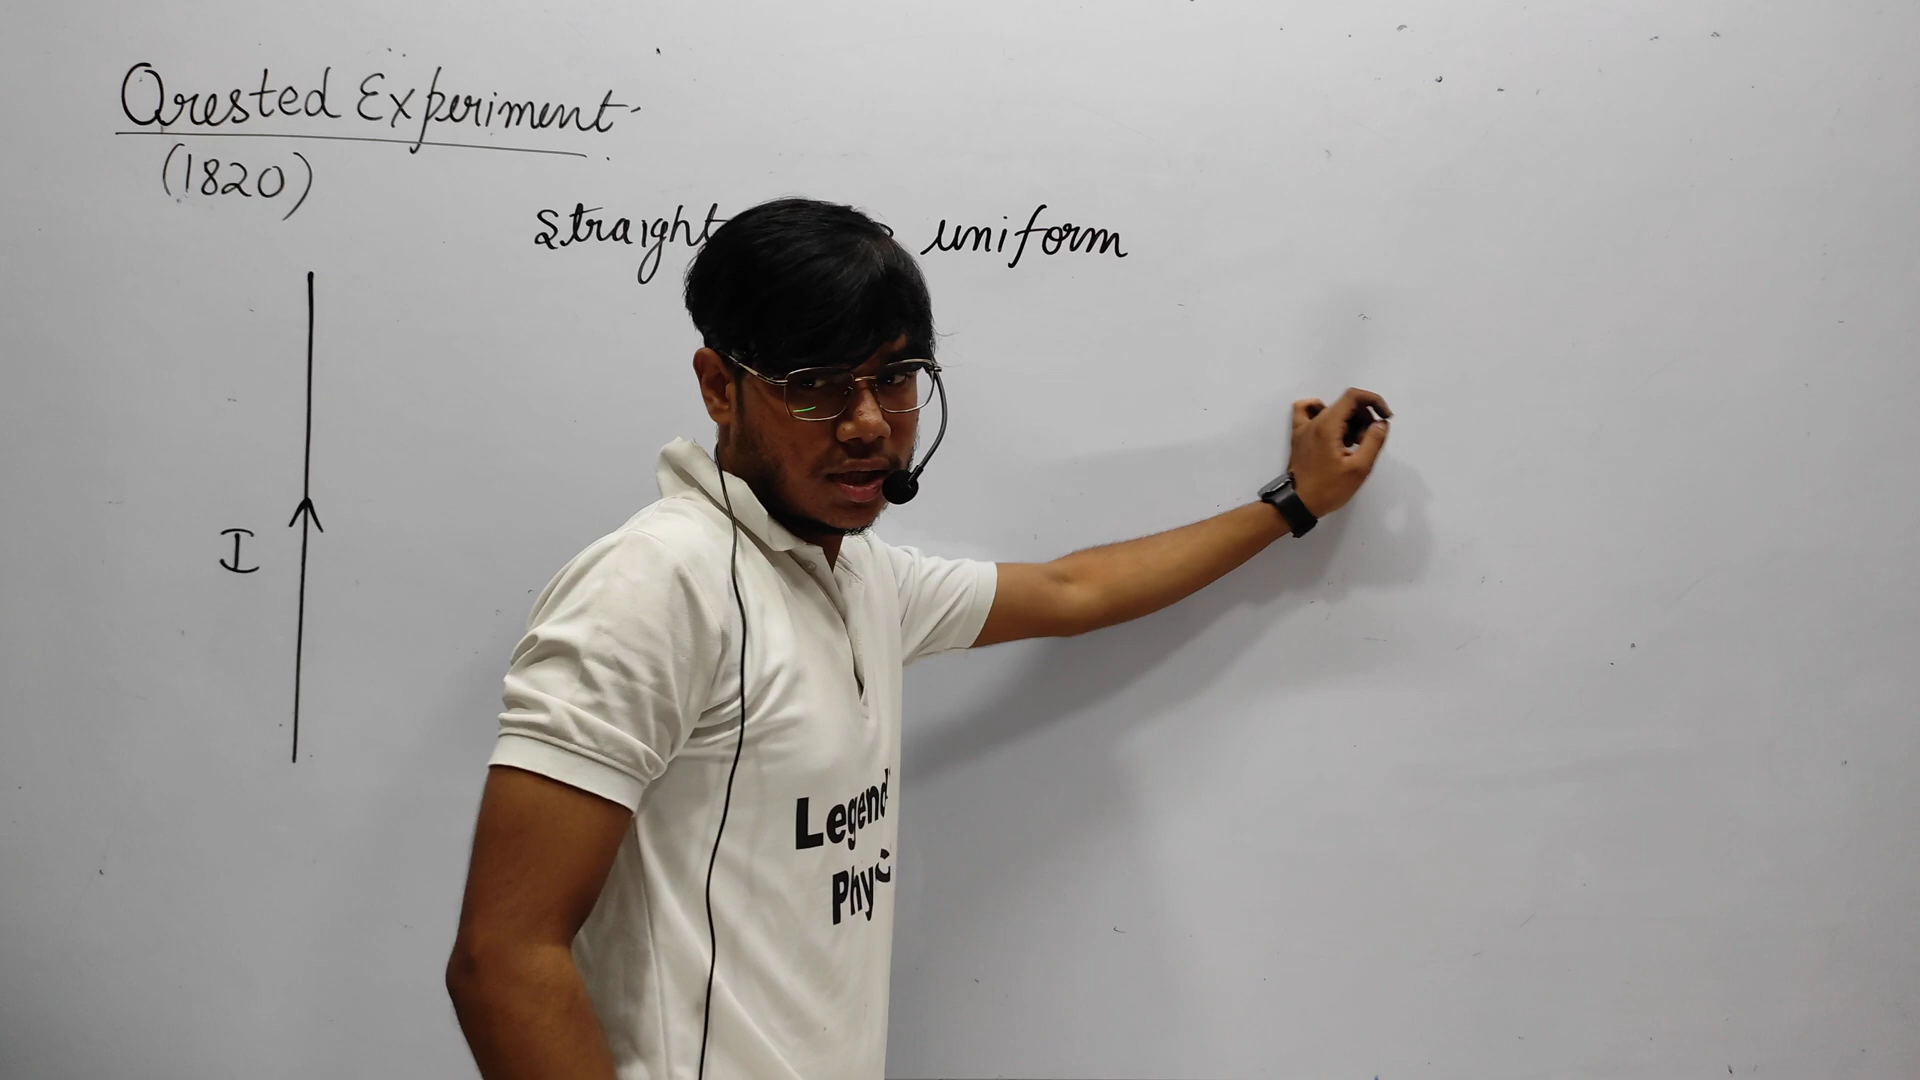 Orested Experiment
(1820)
Straight uniform
I
Legend
Phy